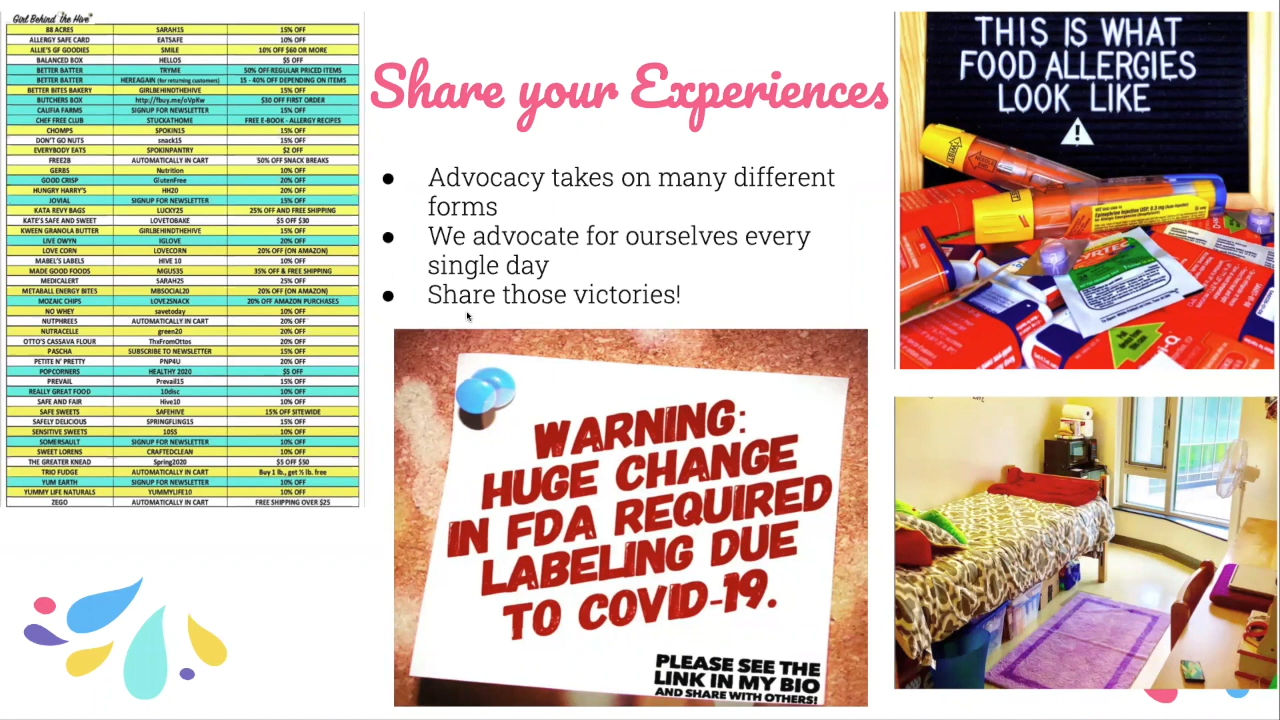 Girl Behind the Hive
88 ACRES SARAH15 15% OFF
ALLERGY SAFE CARD EATSAFE 10% OFF
ALLIE'S GF GOODIES SMILE 10% OFF $60 OR MORE
BALANCED BOX HELLO5 $5 OFF
BETTER BATTER TRYME 50% OFF REGULAR PRICED ITEMS
BETTER BATTER HEREAGAIN (for returning customers) 15 - 40% OFF DEPENDING ON ITEMS
BETTER BITES BAKERY GIRLBEHINDTHEHIVE 15% OFF
BUTCHERS BOX http://fbuy.me/oVpKw $30 OFF FIRST ORDER
CALIFIA FARMS SIGNUP FOR NEWSLETTER 15% OFF
CHEF FREE CLUB STUCKATHOME FREE E-BOOK - ALLERGY RECIPES
CHOMPS SPOKIN15 15% OFF
DON'T GO NUTS snack15 15% OFF
EVERYBODY EATS SPOKINPANTRY $2 OFF
FREE2B AUTOMATICALLY IN CART 50% OFF SNACK BREAKS
GERBS Nutrition 10% OFF
GOOD CRISP GlutenFree 20% OFF
HUNGRY HARRY'S HH20 20% OFF
JOVIAL SIGNUP FOR NEWSLETTER 15% OFF
KATA REVY BAGS LUCKY25 25% OFF AND FREE SHIPPING
KATE'S SAFE AND SWEET LOVETOBAKE $5 OFF $30
KWEEN GRANOLA BUTTER GIRLBEHINDTHEHIVE 15% OFF
LIVE OWYN IGLOVE 20% OFF
LOVE CORN LOVECORN 20% OFF (ON AMAZON)
MABEL'S LABELS HIVE 10 10% OFF
MADE GOOD FOODS MGUS35 35% OFF & FREE SHIPPING
MEDICALERT SARAH25 25% OFF
METABALL ENERGY BITES MBSOCIAL20 20% OFF (ON AMAZON)
MOZAIC CHIPS LOVE2SNACK 20% OFF AMAZON PURCHASES
NO WHEY savetoday 10% OFF
NUTPHREES AUTOMATICALLY IN CART 20% OFF
NUTRACELLE green20 20% OFF
OTTO'S CASSAVA FLOUR ThxFromOttos 20% OFF
PASCHA SUBSCRIBE TO NEWSLETTER 15% OFF
PETITE N' PRETTY PNP4U 20% OFF
POPCORNERS HEALTHY 2020 $5 OFF
PREVAIL Prevail15 15% OFF
REALLY GREAT FOOD 10disc 10% OFF
SAFE AND FAIR Hive10 10% OFF
SAFE SWEETS SAFEHIVE 15% OFF SITEWIDE
SAFELY DELICIOUS SPRINGFLING15 15% OFF
SENSITIVE SWEETS 10SS 10% OFF
SOMERSAULT SIGNUP FOR NEWSLETTER 10% OFF
SWEET LORENS CRAFTEDCLEAN 10% OFF
THE GREATER KNEAD Spring2020 $5 OFF $50
TRIO FUDGE AUTOMATICALLY IN CART Buy 1 lb., get ½ lb. free
YUM EARTH SIGNUP FOR NEWSLETTER 10% OFF
YUMMY LIFE NATURALS YUMMYLIFE10 10% OFF
ZEGO AUTOMATICALLY IN CART FREE SHIPPING OVER $25
Share your Experiences
● Advocacy takes on many different
forms
● We advocate for ourselves every
single day
● Share those victories!
WARNING:
HUGE CHANGE
IN FDA REQUIRED
LABELING DUE
TO COVID-19.
PLEASE SEE THE
LINK IN MY BIO
AND SHARE WITH OTHERS!
THIS IS WHAT
FOOD ALLERGIES
LOOK LIKE
Epinephrine Injection USP, 0.3 mg